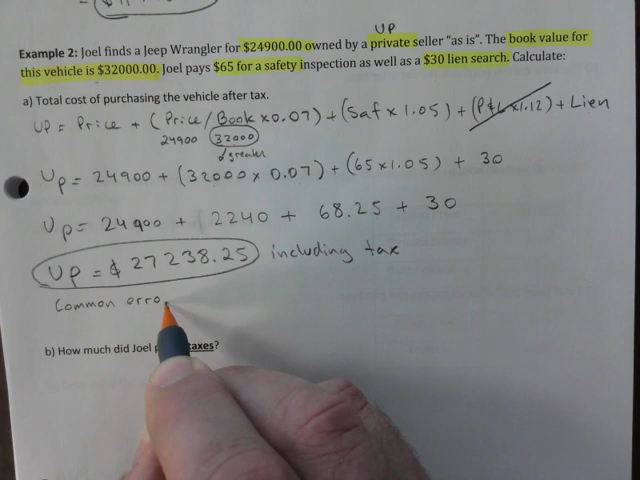 UP
Example 2: Joel finds a Jeep Wrangler for $24900.00 owned by a private seller "as is". The book value for
this vehicle is $32000.00. Joel pays $65 for a safety inspection as well as a $30 lien search. Calculate:
a) Total cost of purchasing the vehicle after tax.
UP = Price + (Price/Book x 0.07) + (Saf x 1.05) + (P&L x 1.12) + Lien
24900 32000
greater
Up = 24900 + (32000 x 0.07) + (65 x 1.05) + 30
Up = 24900 + 2240 + 68.25 + 30
Up = $27238.25 including tax
Common erro
b) How much did Joel taxes?